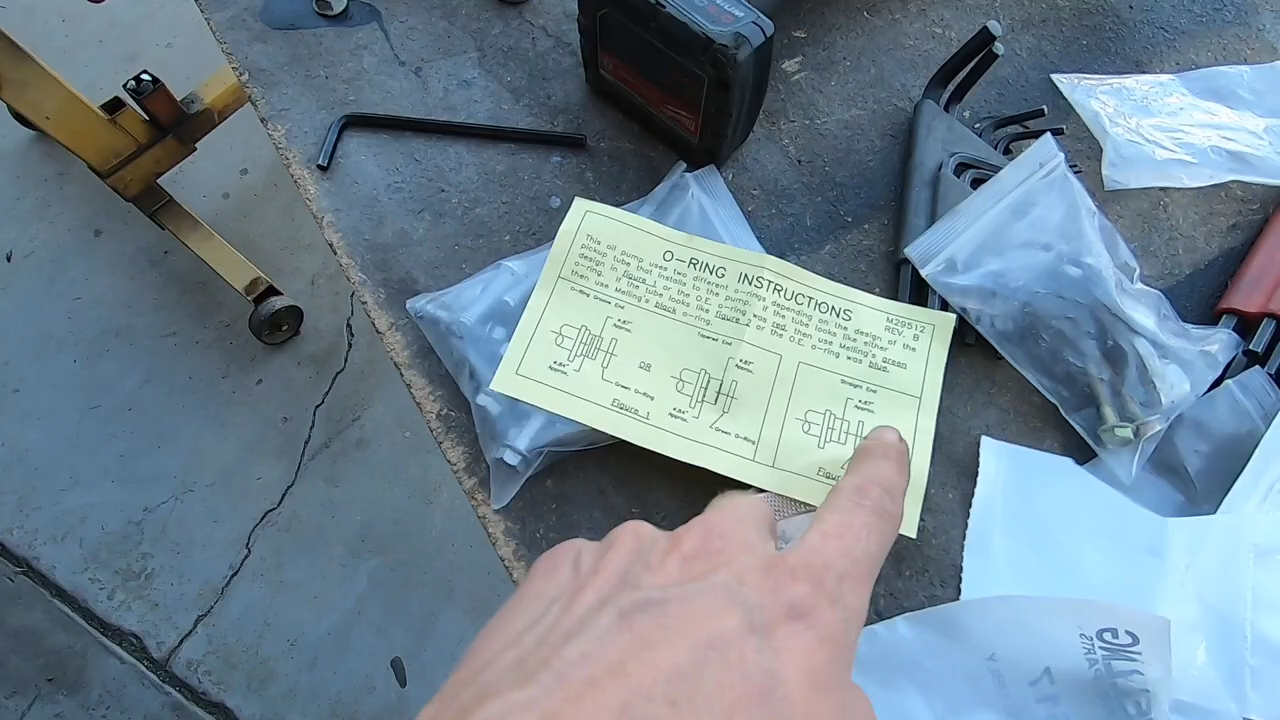 O-RING INSTRUCTIONS
M29512
REV. B
This oil pump uses two different o-rings depending on the design of the
pickup tube that installs to the pump. If the tube looks like either
design in figure 1 or the O.E. o-ring was red, then use Melling's green
o-ring. If the tube looks like figure 2 or the O.E. o-ring was blue,
then use Melling's black o-ring.
O-Ring Groove End
Approx.
Approx.
Green O-Ring
OR
Figure 1
Tapered End
Approx.
Approx.
Green O-Ring
Straight End
Approx.